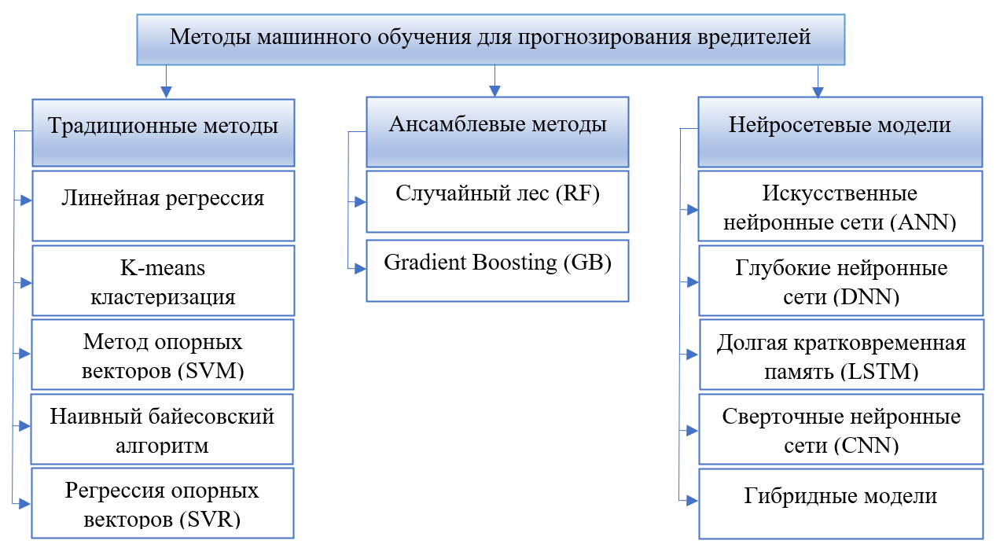 Методы машинного обучения для прогнозирования вредителей
Традиционные методы
Линейная регрессия
K-means
кластеризация
Метод опорных
векторов (SVM)
Наивный байесовский
алгоритм
Регрессия опорных
векторов (SVR)
Ансамблевые методы
Случайный лес (RF)
Gradient Boosting (GB)
Нейросетевые модели
Искусственные
нейронные сети (ANN)
Глубокие нейронные
сети (DNN)
Долгая кратковременная
память (LSTM)
Сверточные нейронные
сети (CNN)
Гибридные модели